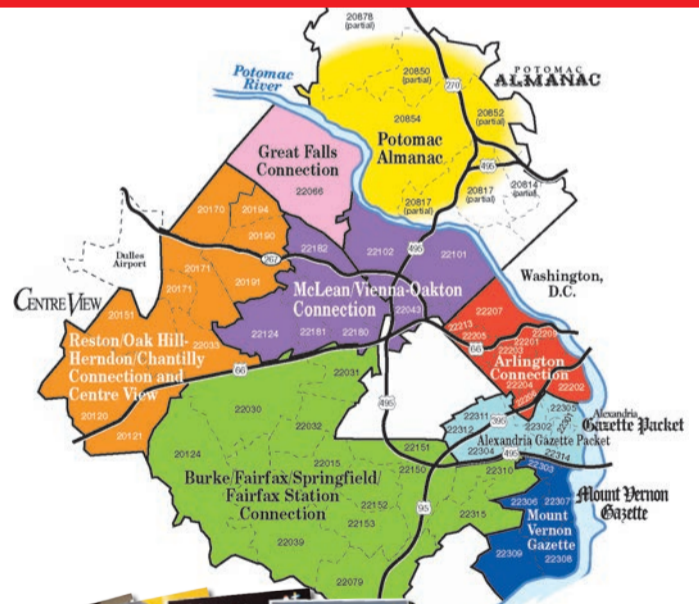 20878
(partial)
20850
(partial)
270
POTOMAC
ALMANAC
Potomac
River
20854
20852
(partial)
Potomac
Almanac
Great Falls
Connection
22066
495
20817
(partial)
20817
(partial)
20814
(partial)
20170
20194
20190
22182
22102
495
22101
267
Dulles
Airport
20171
20171
20191
McLean/Vienna-Oakton
Connection
Washington,
D.C.
CENTRE VIEW
20151
22043
22207
22124
22181
22180
22213
22205
22201
22209
22203
66
Reston/Oak Hill-
Herndon/Chantilly
Connection and
Centre View
22033
66
22031
Arlington
Connection
22204
22202
22206
20120
20121
22030
22032
495
22311
22312
395
22302
22305
22301
Alexandria
Gazette Packet
Alexandria Gazette Packet
22304
495
22314
20124
22015
22151
22150
22310
22303
Burke/Fairfax/Springfield/
Fairfax Station
Connection
22152
22153
95
22315
22306
22307
Mount Vernon
Gazette
Mount
Vernon
Gazette
22039
22309
22308
22079